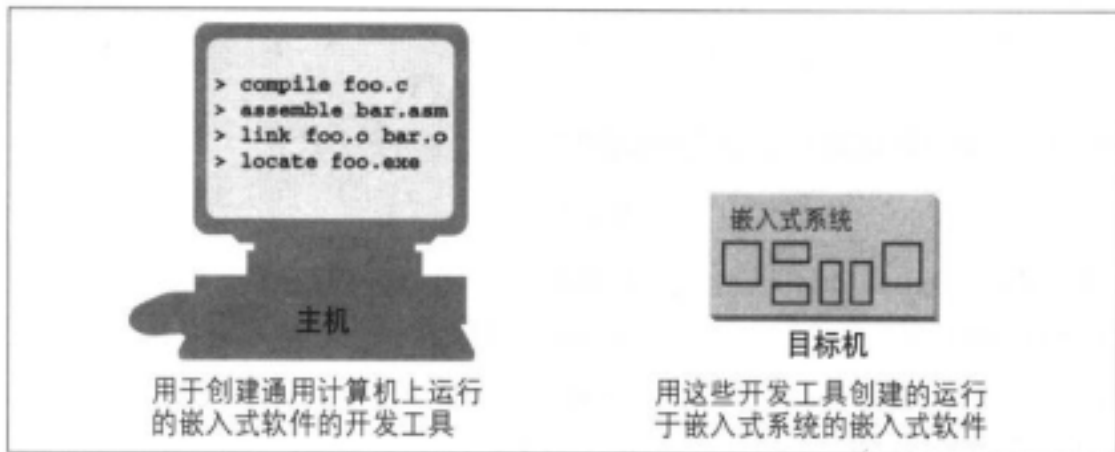 > compile foo.c
> assemble bar.asm
> link foo.o bar.o
> locate foo.exe
主机
用于创建通用计算机上运行
的嵌入式软件的开发工具
嵌入式系统
目标机
用这些开发工具创建的运行
于嵌入式系统的嵌入式软件